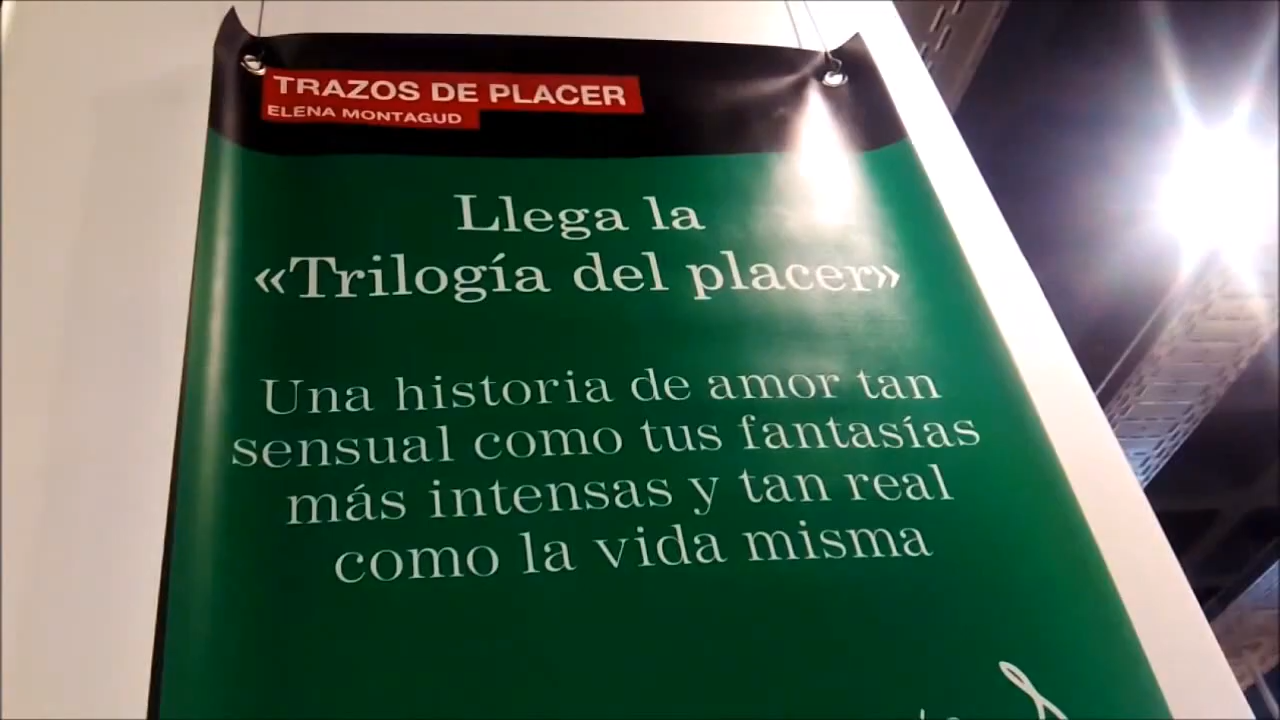 TRAZOS DE PLACER
ELENA MONTAGUD
Llega la
«Trilogía del placer»
Una historia de amor tan
sensual como tus fantasías
más intensas y tan real
como la vida misma